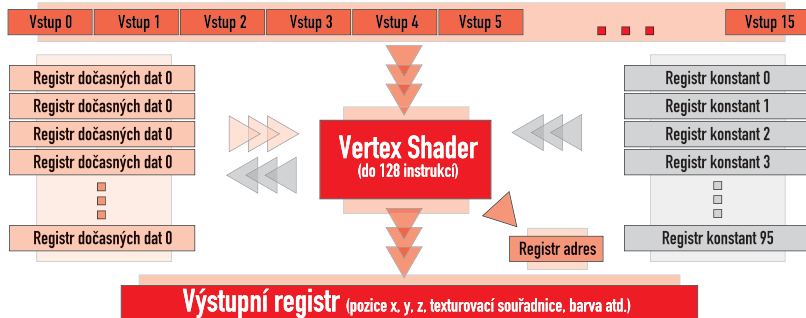 Vstup 0 Vstup 1 Vstup 2 Vstup 3 Vstup 4 Vstup 5 Vstup 15
Registr dočasných dat 0
Registr dočasných dat 0
Registr dočasných dat 0
Registr dočasných dat 0
Registr dočasných dat 0
Vertex Shader
(do 128 instrukcí)
Registr konstant 0
Registr konstant 1
Registr konstant 2
Registr konstant 3
Registr konstant 95
Registr adres
Výstupní registr (pozice x, y, z, texturovací souřadnice, barva atd.)